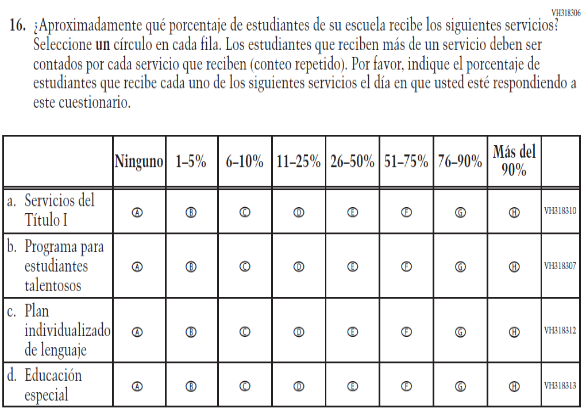 VH318306
16. ¿Aproximadamente qué porcentaje de estudiantes de su escuela recibe los siguientes servicios?
Seleccione un círculo en cada fila. Los estudiantes que reciben más de un servicio deben ser
contados por cada servicio que reciben (conteo repetido). Por favor, indique el porcentaje de
estudiantes que recibe cada uno de los siguientes servicios el día en que usted esté respondiendo a
este cuestionario.
Ninguno 1–5% 6–10% 11–25% 26–50% 51–75% 76–90% Más del
90%
a. Servicios del
Título I
A B C D E F G H VH318310
b. Programa para
estudiantes
talentosos
A B C D E F G H VH318307
c. Plan
individualizado
de lenguaje
A B C D E F G H VH318312
d. Educación
especial
A B C D E F G H VH318313